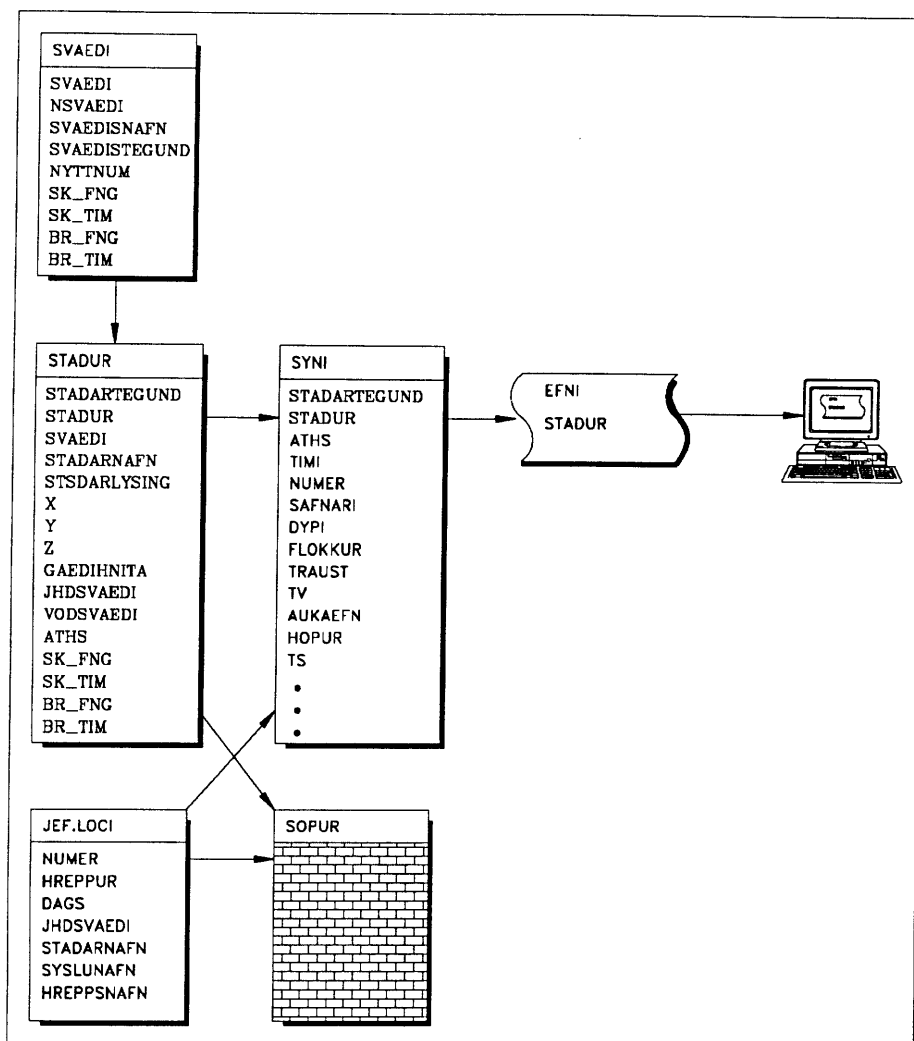 SVAEDI
SVAEDI
NSVAEDI
SVAEDISNAFN
SVAEDISTEGUND
NYTTNUM
SK_FNG
SK_TIM
BR_FNG
BR_TIM
STADUR
STADARTEGUND
STADUR
SVAEDI
STADARNAFN
STSDARLYSING
X
Y
Z
GAEDIHNITA
JHDSVAEDI
VODSVAEDI
ATHS
SK_FNG
SK_TIM
BR_FNG
BR_TIM
SYNI
STADARTEGUND
STADUR
ATHS
TIMI
NUMER
SAFNARI
DYPI
FLOKKUR
TRAUST
TV
AUKAEFN
HOPUR
TS
EFNI
STADUR
JEF.LOCI
NUMER
HREPPUR
DAGS
JHDSVAEDI
STADARNAFN
SYSLUNAFN
HREPPSNAFN
SOPUR